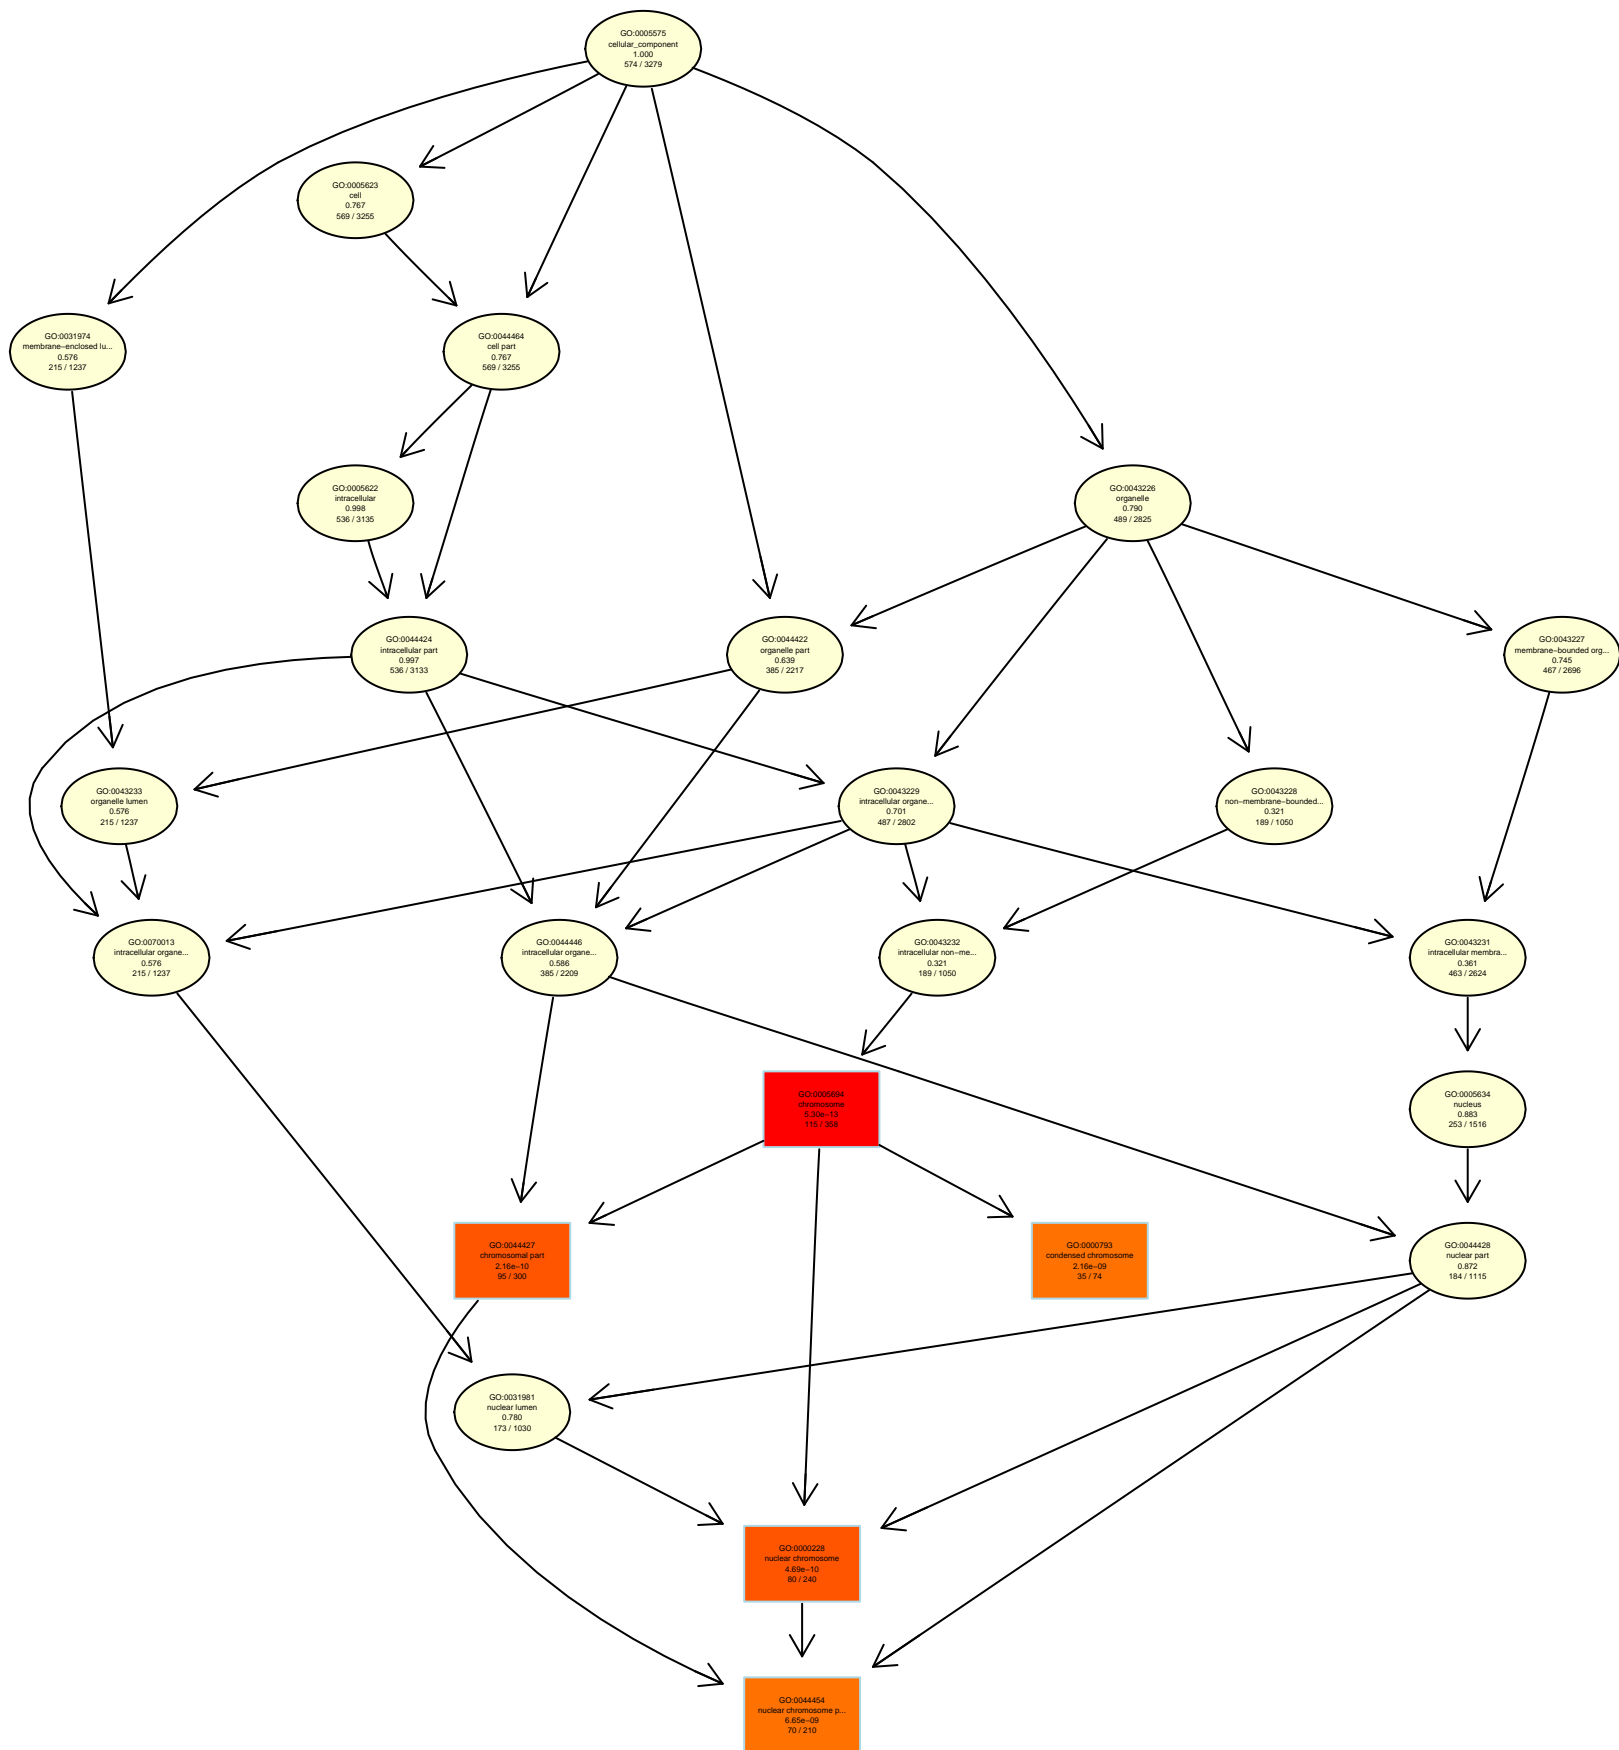 GO:0005575
cellular_component
1.000
574 / 3279
GO:0005623
cell
0.767
569 / 3255
GO:0031974
membrane−enclosed lu...
0.576
215 / 1237
GO:0044464
cell part
0.767
569 / 3255
GO:0005622
intracellular
0.998
536 / 3135
GO:0043226
organelle
0.790
489 / 2825
GO:0044424
intracellular part
0.997
536 / 3133
GO:0044422
organelle part
0.639
385 / 2217
GO:0043227
membrane−bounded org...
0.745
467 / 2696
GO:0043233
organelle lumen
0.576
215 / 1237
GO:0043229
intracellular organe...
0.701
487 / 2802
GO:0043228
non−membrane−bounded...
0.321
189 / 1050
GO:0070013
intracellular organe...
0.576
215 / 1237
GO:0044446
intracellular organe...
0.586
385 / 2209
GO:0043232
intracellular non−me...
0.321
189 / 1050
GO:0043231
intracellular membra...
0.361
463 / 2624
GO:0005694
chromosome
5.30e−13
115 / 358
GO:0005634
nucleus
0.883
253 / 1516
GO:0044427
chromosomal part
2.16e−10
95 / 300
GO:0000793
condensed chromosome
2.16e−09
35 / 74
GO:0044428
nuclear part
0.872
184 / 1115
GO:0031981
nuclear lumen
0.780
173 / 1030
GO:0000228
nuclear chromosome
4.69e−10
80 / 240
GO:0044454
nuclear chromosome p...
6.65e−09
70 / 210